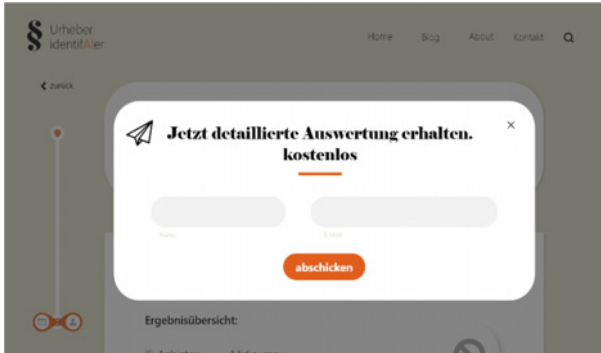 Urheber
identifAIer
Home Blog About Kontakt
zurück
Jetzt detaillierte Auswertung erhalten.
kostenlos
×
Name E-Mail
abschicken
Ergebnisübersicht: